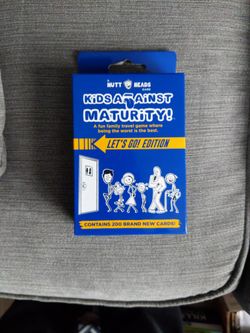 A
NUTT HEADS
GAME
KiDS AGAiNST
MATURiTY!
A fun family travel game where
being the worst is the best.
LET'S GO! EDITION
CONTAINS 200 BRAND NEW CARDS!